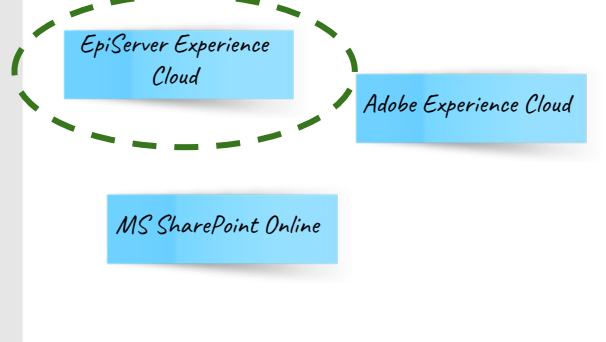 EpiServer Experience
Cloud
Adobe Experience Cloud
MS SharePoint Online